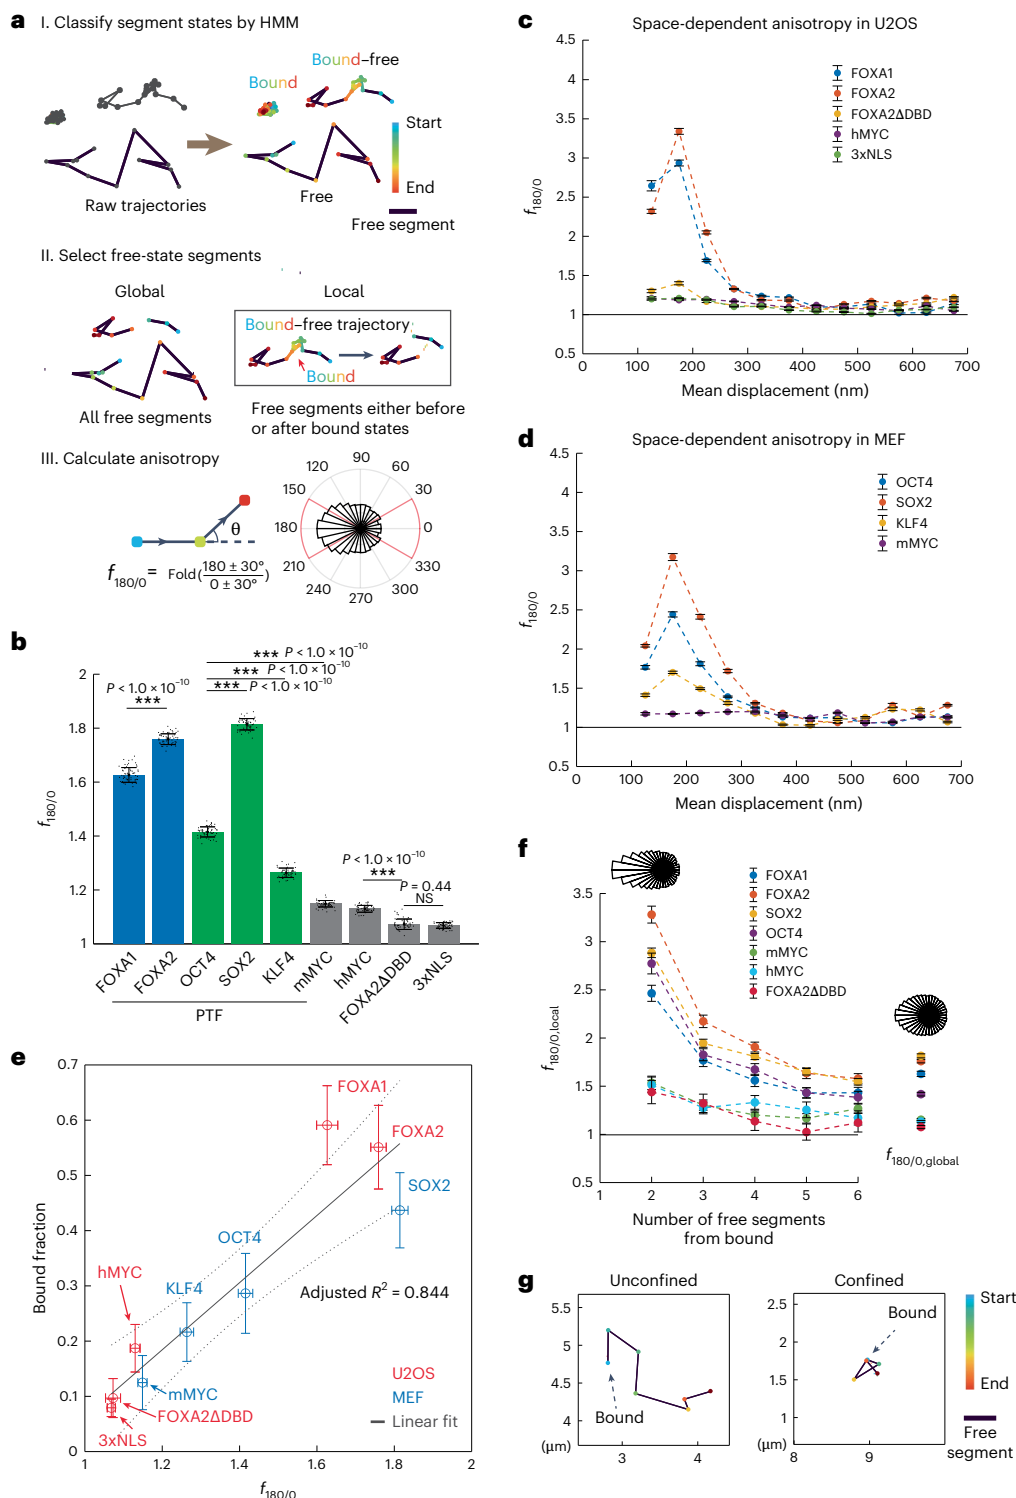 a
I. Classify segment states by HMM
Bound–free
Bound
Start
End
Raw trajectories
Free
Free segment
II. Select free-state segments
Global
Local
Bound–free trajectory
Bound
All free segments
Free segments either before
or after bound states
III. Calculate anisotropy
θ
f180/0 = Fold(180 ± 30° / 0 ± 30°)
90
120
60
150
30
180
0
210
330
240
300
270
b
*** P < 1.0 × 10⁻¹⁰
*** P < 1.0 × 10⁻¹⁰
*** P < 1.0 × 10⁻¹⁰
P < 1.0 × 10⁻¹⁰
***
P < 1.0 × 10⁻¹⁰
***
P = 0.44
NS
2
1.8
1.6
1.4
1.2
1
f180/0
FOXA1
FOXA2
OCT4
SOX2
KLF4
mMYC
hMYC
FOXA2ΔDBD
3xNLS
PTF
c
Space-dependent anisotropy in U2OS
4.5
4
3.5
3
2.5
2
1.5
1
0.5
f180/0
FOXA1
FOXA2
FOXA2ΔDBD
hMYC
3xNLS
0 100 200 300 400 500 600 700
Mean displacement (nm)
d
Space-dependent anisotropy in MEF
4.5
4
3.5
3
2.5
2
1.5
1
0.5
f180/0
OCT4
SOX2
KLF4
mMYC
0 100 200 300 400 500 600 700
Mean displacement (nm)
e
0.7
0.6
0.5
0.4
0.3
0.2
0.1
0
Bound fraction
FOXA1
FOXA2
SOX2
OCT4
KLF4
hMYC
mMYC
FOXA2ΔDBD
3xNLS
Adjusted R² = 0.844
U2OS
MEF
Linear fit
1 1.2 1.4 1.6 1.8 2
f180/0
f
3.5
3
2.5
2
1.5
1
0.5
f180/0,local
FOXA1
FOXA2
SOX2
OCT4
mMYC
hMYC
FOXA2ΔDBD
f180/0,global
1 2 3 4 5 6
Number of free segments
from bound
g
Unconfined
5.5
5
4.5
4
(µm)
3 4
Bound
Confined
2.5
2
1.5
1
(µm)
8 9
Bound
Start
End
Free
segment